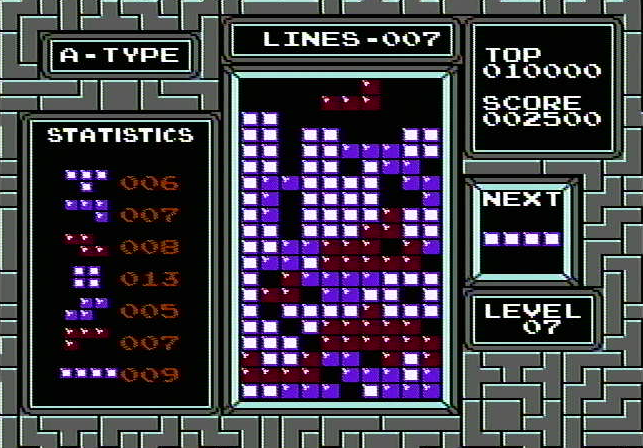 LINES-007
A-TYPE
TOP
010000
SCORE
002500
STATISTICS
006
007
008
013
005
007
009
NEXT
LEVEL
07